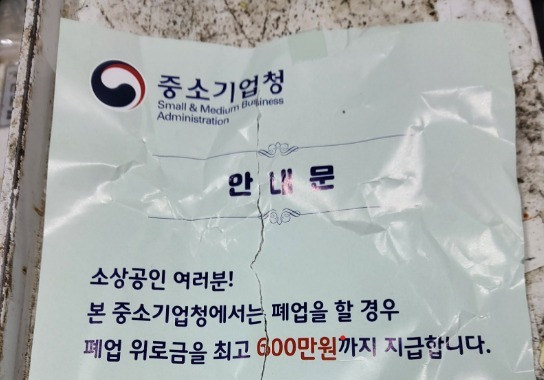 중소기업청
Small & Medium Business
Administration
안내문
소상공인 여러분!
본 중소기업청에서는 폐업을 할 경우
폐업 위로금을 최고 600만원까지 지급합니다.